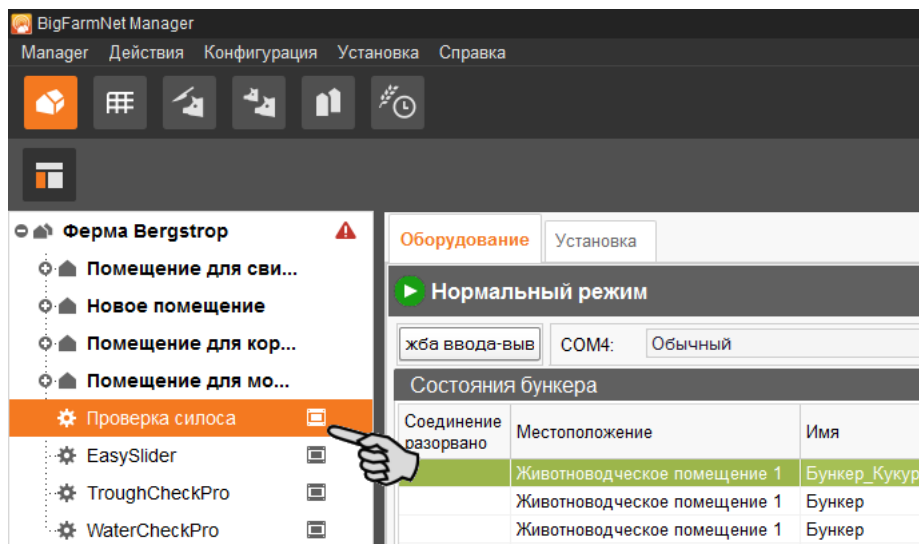 BigFarmNet Manager
Manager Действия Конфигурация Установка Справка
Ферма Bergstrop
Помещение для сви...
Новое помещение
Помещение для кор...
Помещение для мо...
Проверка силоса
EasySlider
TroughCheckPro
WaterCheckPro
Оборудование Установка
Нормальный режим
жба ввода-выв COM4: Обычный
Состояния бункера
Соединение
разорвано Местоположение Имя
Животноводческое помещение 1 Бункер_Кукур
Животноводческое помещение 1 Бункер
Животноводческое помещение 1 Бункер